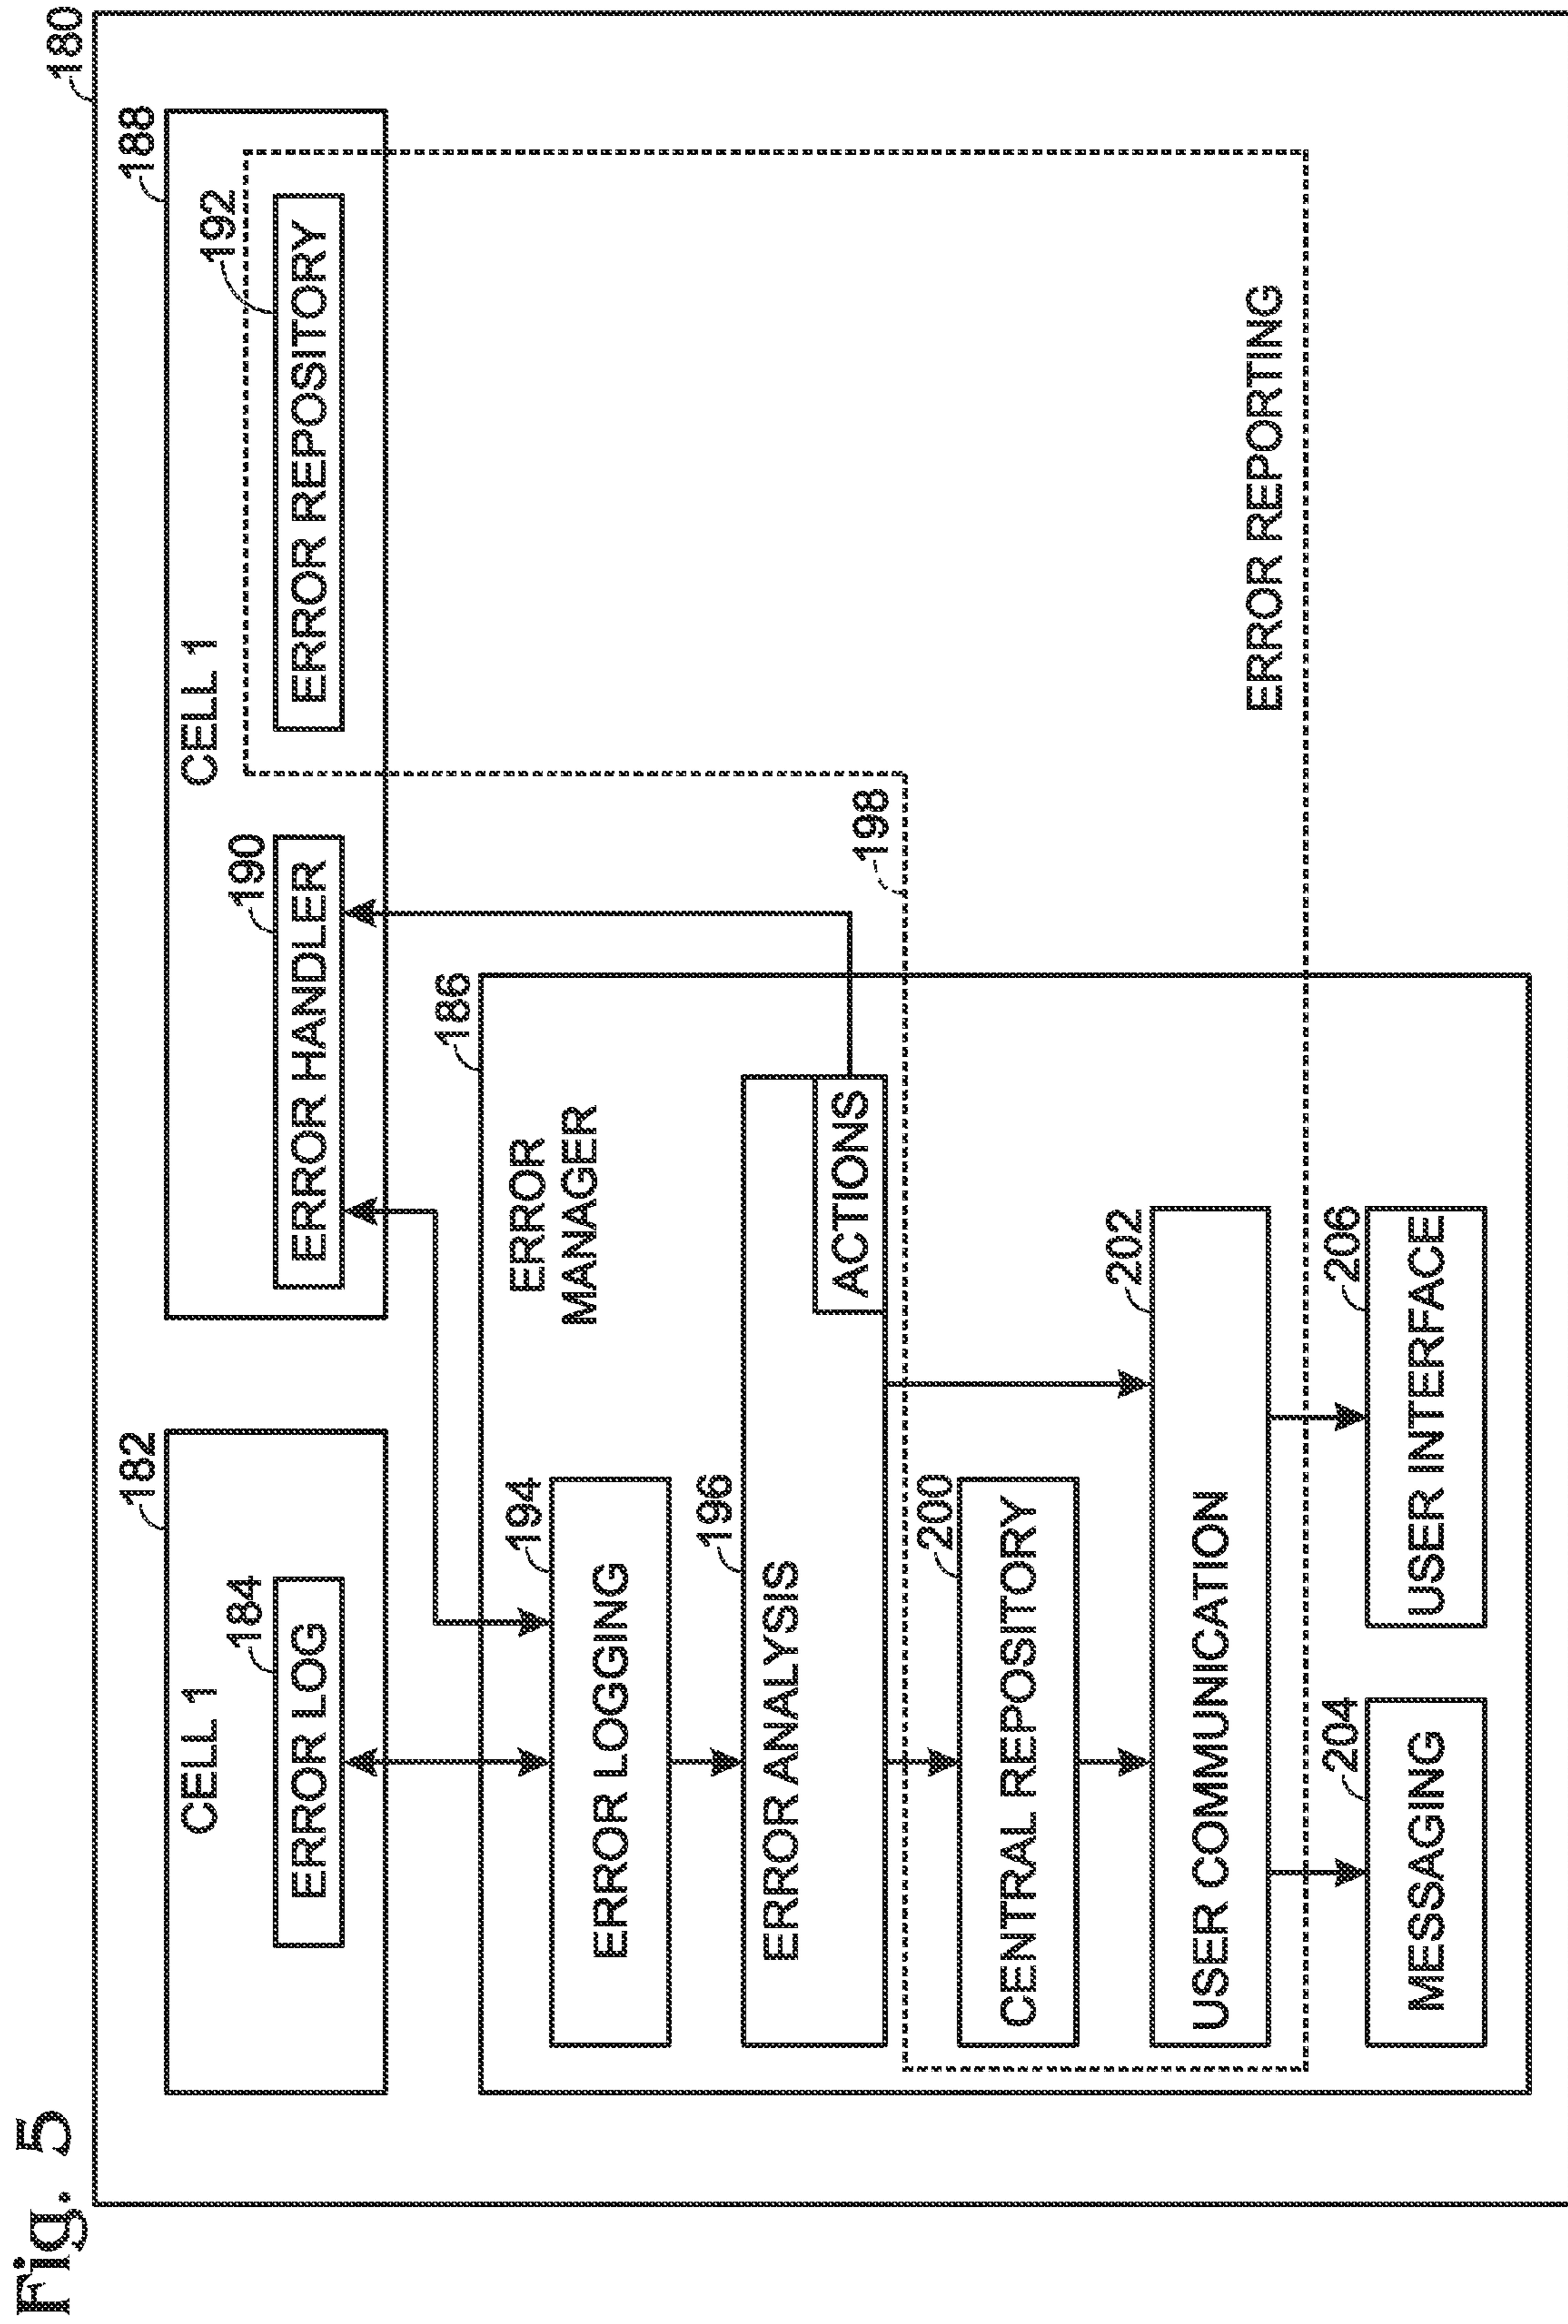 Fig. 5
180
182
CELL 1
184
ERROR LOG
188
CELL 1
190
ERROR HANDLER
192
ERROR REPOSITORY
186
ERROR
MANAGER
194
ERROR LOGGING
196
ERROR ANALYSIS
ACTIONS
198
200
CENTRAL REPOSITORY
202
USER COMMUNICATION
ERROR REPORTING
204
MESSAGING
206
USER INTERFACE